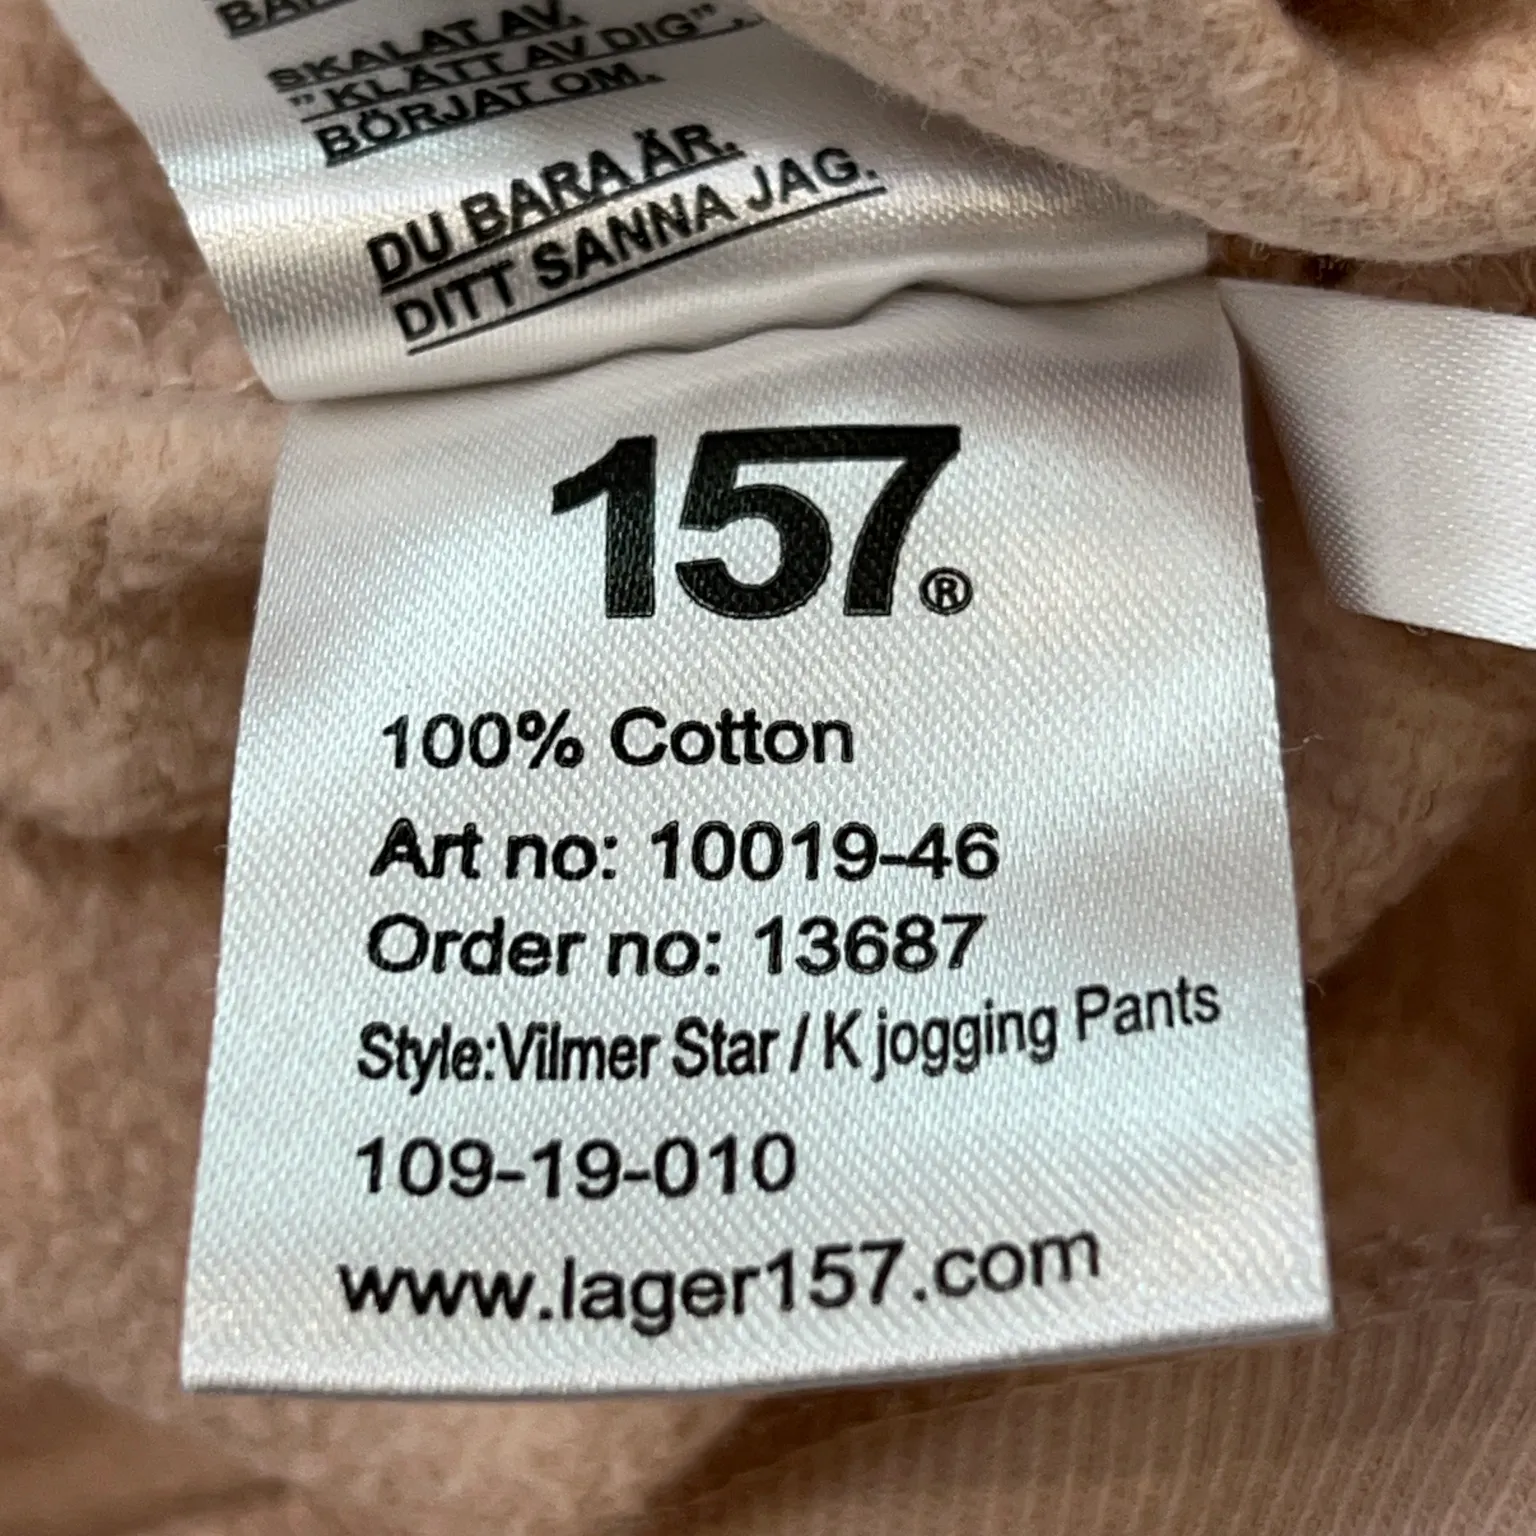 SKALAT AV.
"KLÄTT AV DIG".
BÖRJAT OM.
DU BARA ÄR.
DITT SANNA JAG.
157®
100% Cotton
Art no: 10019-46
Order no: 13687
Style:Vilmer Star / K jogging Pants
109-19-010
www.lager157.com